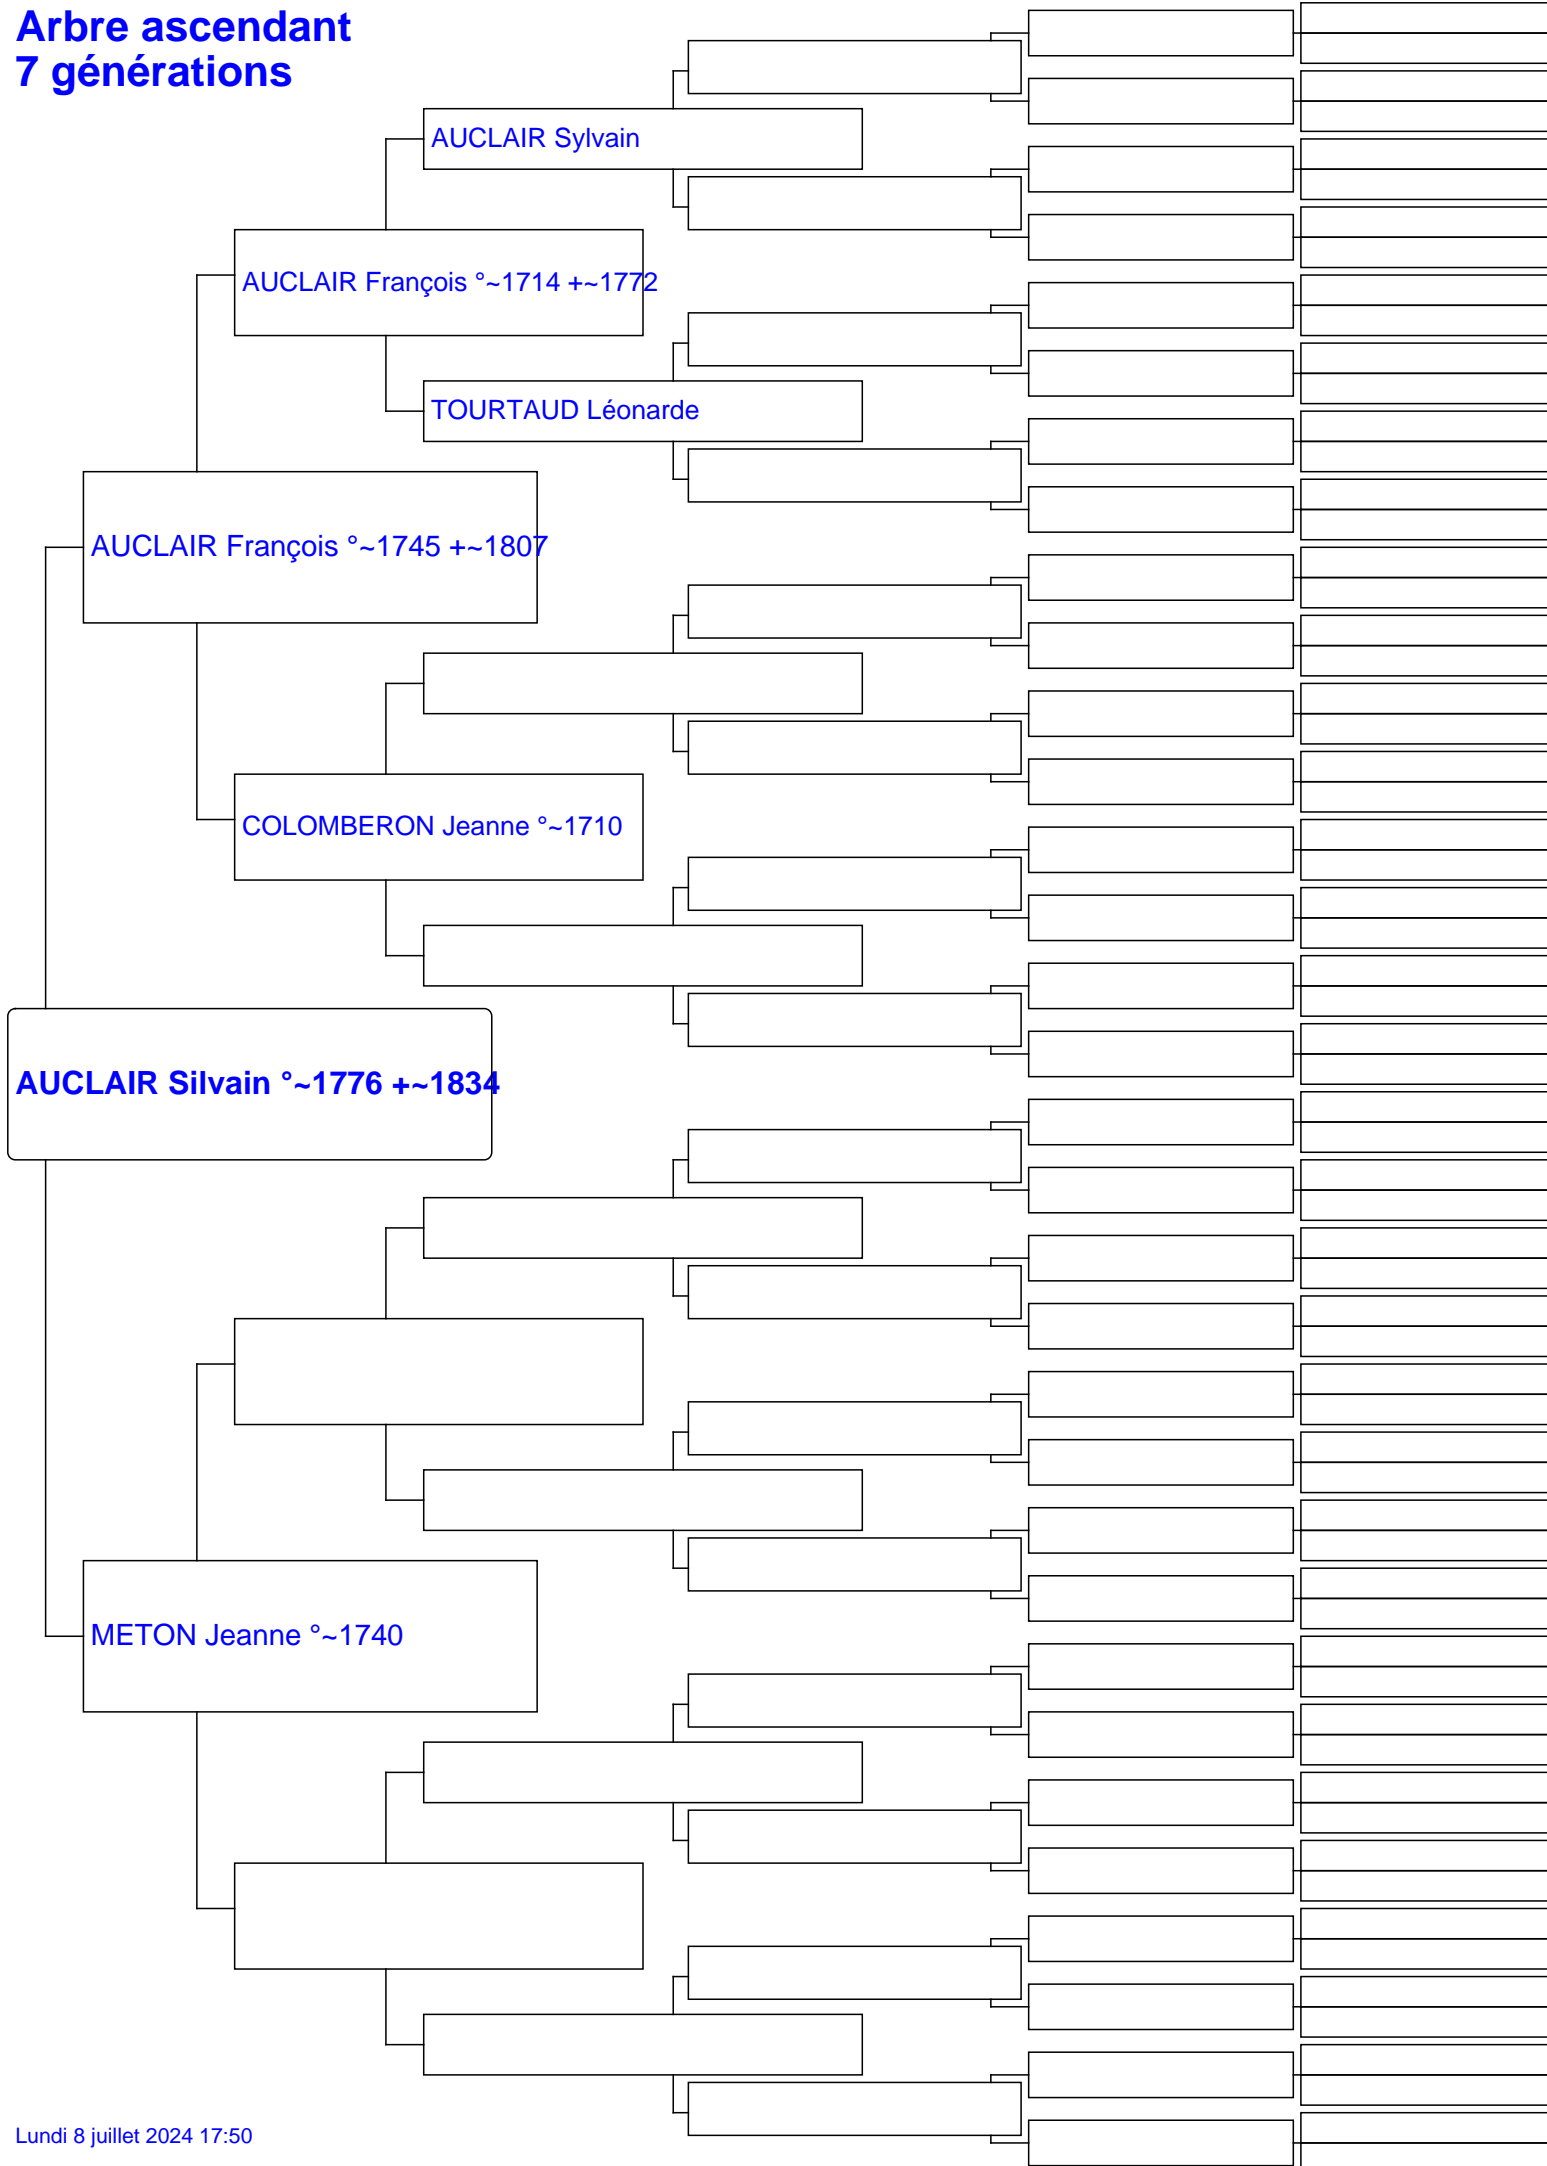 Arbre ascendant
7 générations
AUCLAIR Sylvain
AUCLAIR François °~1714 +~1772
TOURTAUD Léonarde
AUCLAIR François °~1745 +~1807
COLOMBERON Jeanne °~1710
AUCLAIR Silvain °~1776 +~1834
METON Jeanne °~1740
Lundi 8 juillet 2024 17:50